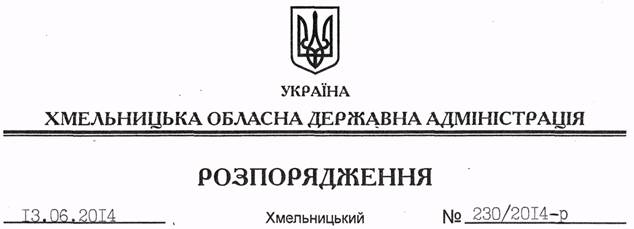 УКРАЇНА
ХМЕЛЬНИЦЬКА ОБЛАСНА ДЕРЖАВНА АДМІНІСТРАЦІЯ
РОЗПОРЯДЖЕННЯ
13.06.2014 Хмельницький № 230/2014-р